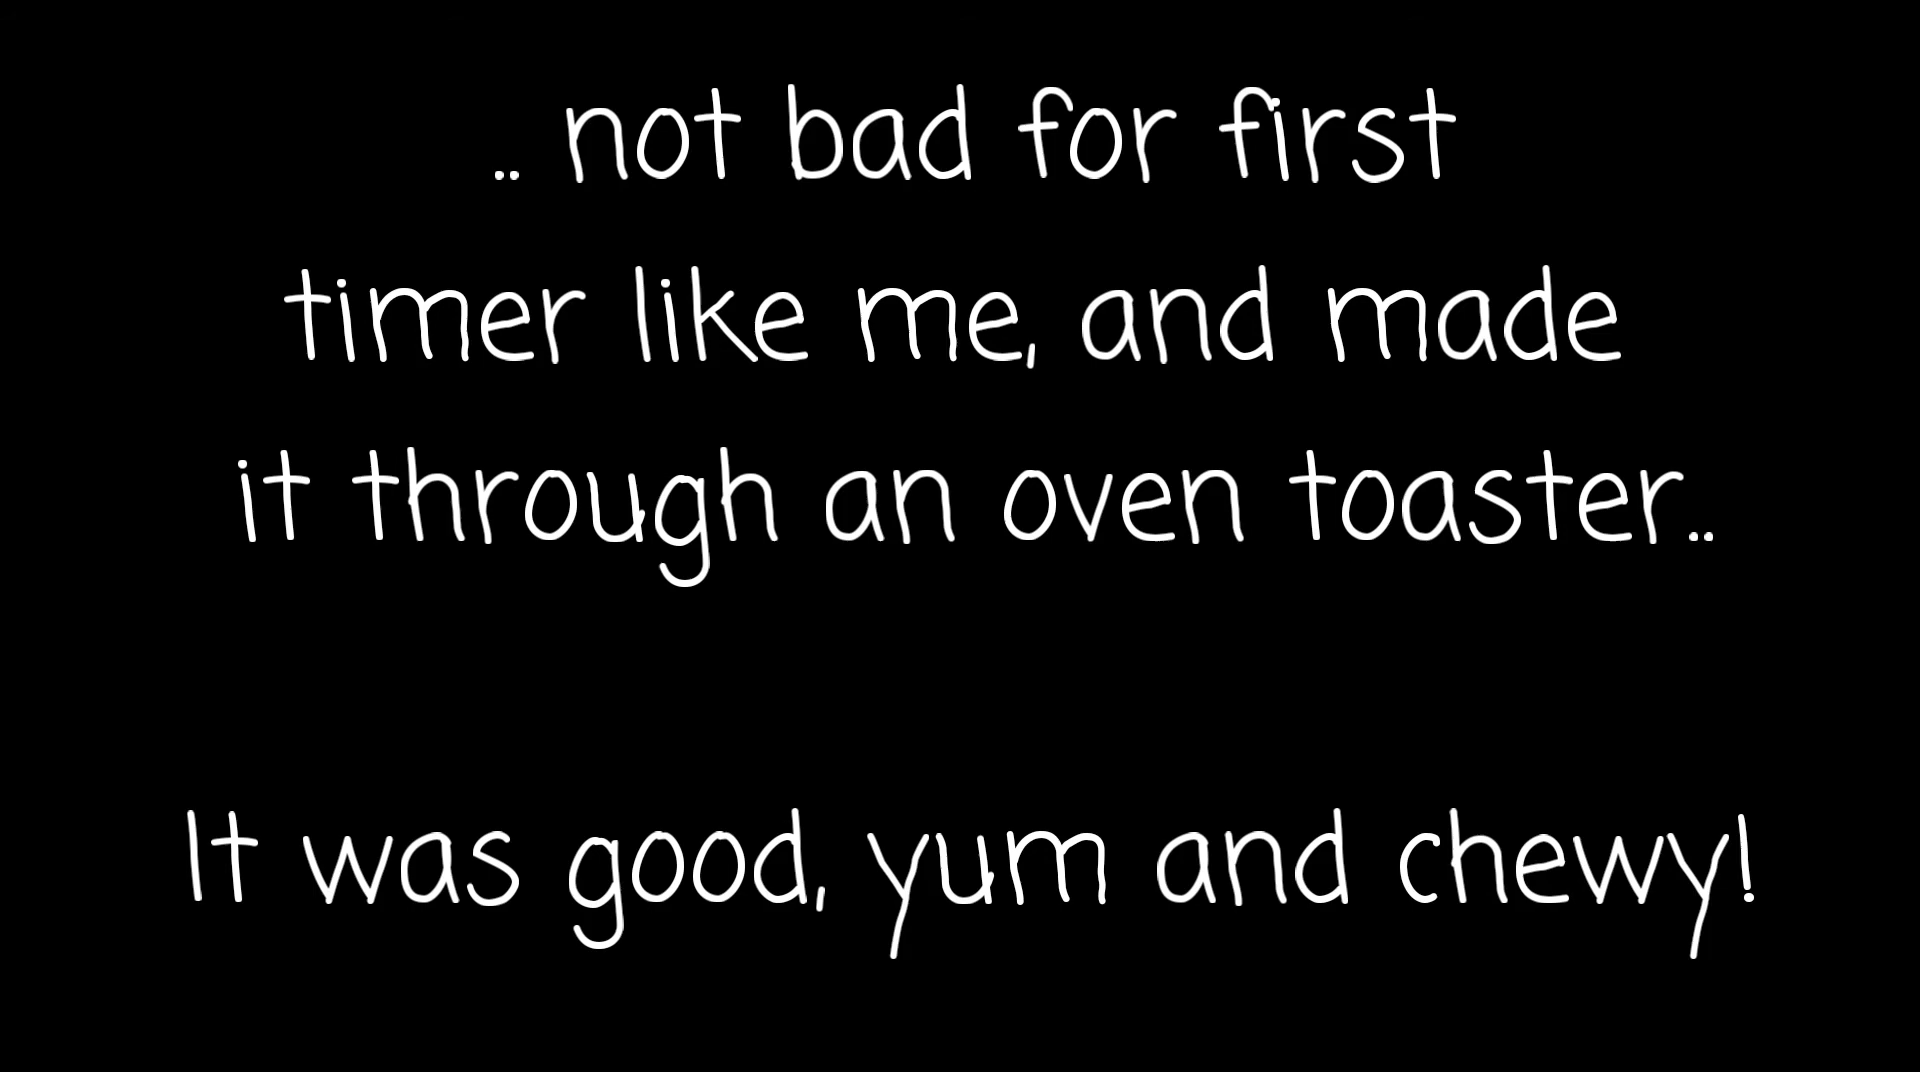 .. not bad for first
timer like me, and made
it through an oven toaster..
It was good, yum and chewy!